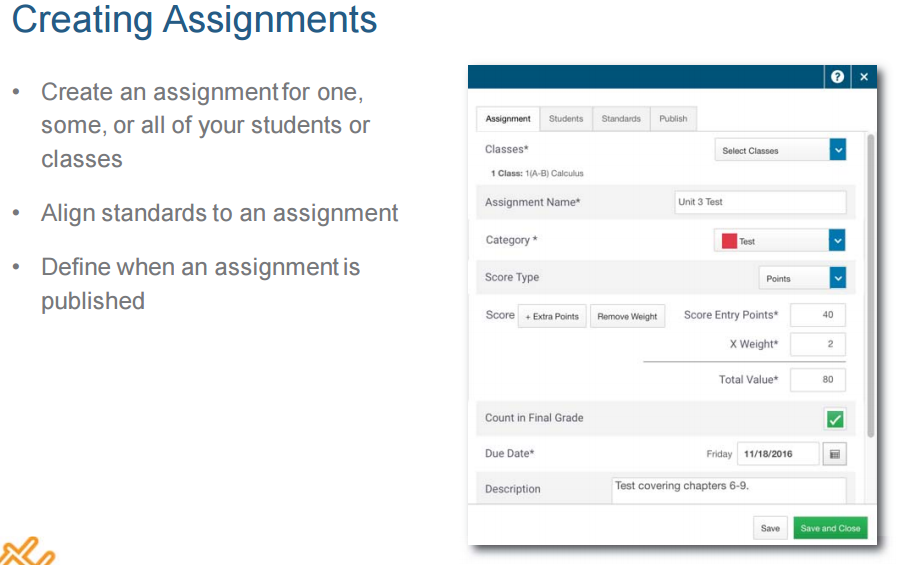 Creating Assignments
• Create an assignment for one,
some, or all of your students or
classes
• Align standards to an assignment
• Define when an assignment is
published
? ×
Assignment Students Standards Publish
Classes* Select Classes
1 Class: 1(A-B) Calculus
Assignment Name* Unit 3 Test
Category * Test
Score Type Points
Score + Extra Points Remove Weight Score Entry Points* 40
X Weight* 2
Total Value* 80
Count in Final Grade
Due Date* Friday 11/18/2016
Description Test covering chapters 6-9.
Save Save and Close